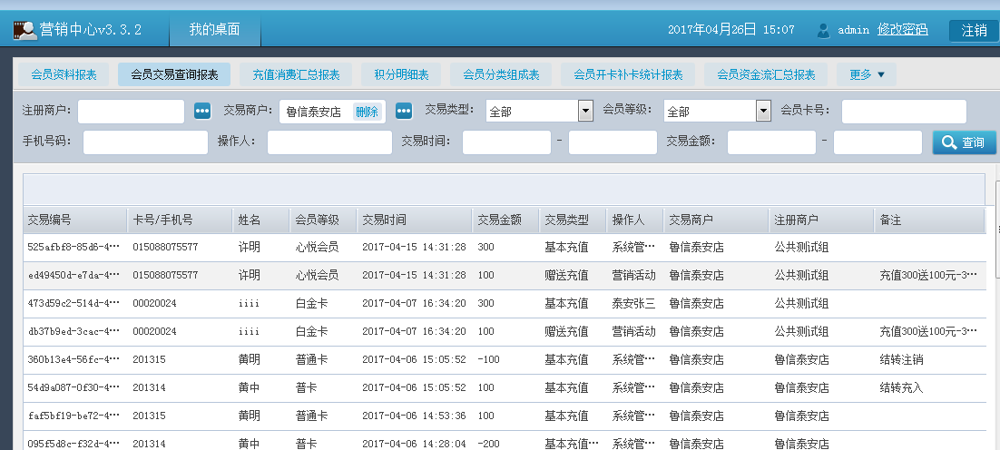 营销中心v3.3.2 我的桌面 2017年04月26日 15:07 admin 修改密码 注销
会员资料报表 会员交易查询报表 充值消费汇总报表 积分明细表 会员分类组成表 会员开卡补卡统计报表 会员资金流汇总报表 更多
注册商户: 交易商户: 鲁信泰安店 删除 交易类型: 全部 会员等级: 全部 会员卡号:
手机号码: 操作人: 交易时间: - 交易金额: - 查询
交易编号 卡号/手机号 姓名 会员等级 交易时间 交易金额 交易类型 操作人 交易商户 注册商户 备注
525afbf8-85d6-4… 015088075577 许明 心悦会员 2017-04-15 14:31:28 300 基本充值 系统管… 鲁信泰安店 公共测试组
ed49450d-e7da-4… 015088075577 许明 心悦会员 2017-04-15 14:31:28 100 赠送充值 营销活动 鲁信泰安店 公共测试组 充值300送100元-3…
473d59c2-514d-4… 00020024 iiii 白金卡 2017-04-07 16:34:20 300 基本充值 泰安张三 鲁信泰安店 公共测试组
db37b9ed-3cac-4… 00020024 iiii 白金卡 2017-04-07 16:34:20 100 赠送充值 营销活动 鲁信泰安店 公共测试组 充值300送100元-3…
360b13e4-56fc-4… 201315 黄明 普通卡 2017-04-06 15:05:52 -100 基本充值 系统管… 鲁信泰安店 鲁信泰安店 结转注销
54d9a087-0f30-4… 201314 黄中 普卡 2017-04-06 15:05:52 100 基本充值 系统管… 鲁信泰安店 鲁信泰安店 结转充入
faf5bf19-be72-4… 201315 黄明 普通卡 2017-04-06 14:53:36 100 基本充值 系统管… 鲁信泰安店 鲁信泰安店
095f5d8c-f32d-4… 201314 黄中 普卡 2017-04-06 14:28:04 -200 基本充值… 系统管… 鲁信泰安店 鲁信泰安店